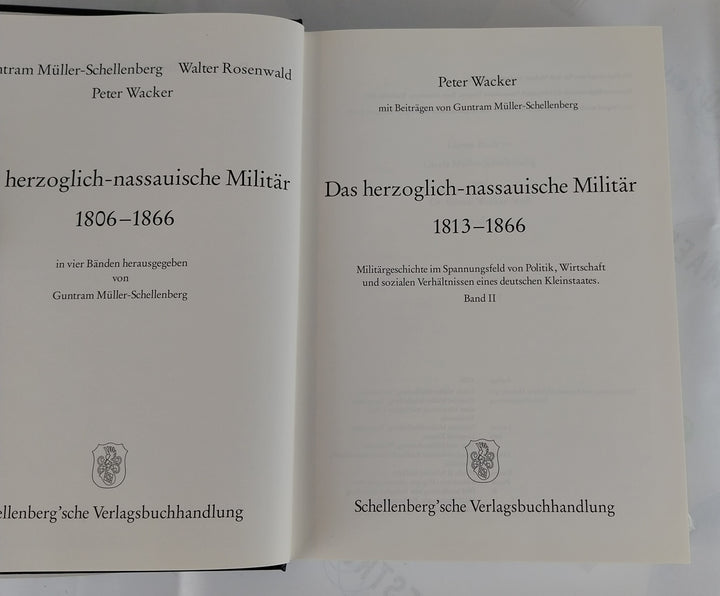 Müller-Schellenberg Walter Rosenwald
Peter Wacker
herzoglich-nassauische Militär
1806–1866
in vier Bänden herausgegeben
von
Guntram Müller-Schellenberg
Schellenberg’sche Verlagsbuchhandlung
Peter Wacker
mit Beiträgen von Guntram Müller-Schellenberg
Das herzoglich-nassauische Militär
1813–1866
Militärgeschichte im Spannungsfeld von Politik, Wirtschaft
und sozialen Verhältnissen eines deutschen Kleinstaates.
Band II
Schellenberg’sche Verlagsbuchhandlung